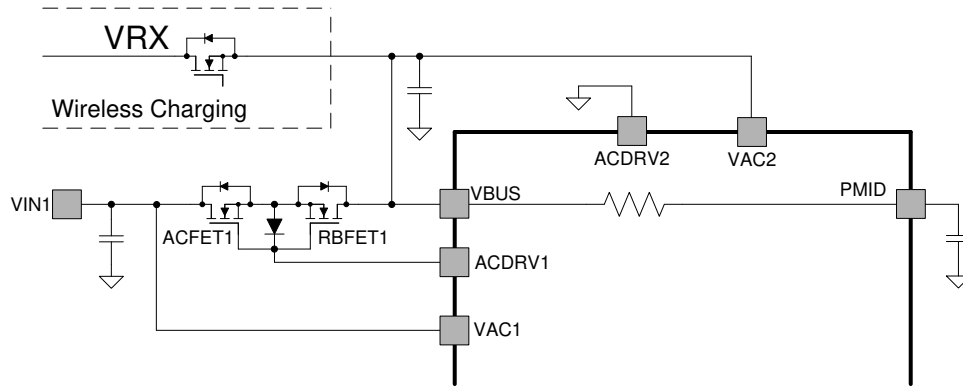 VRX
Wireless Charging
ACDRV2
VAC2
VIN1
ACFET1
RBFET1
VBUS
PMID
ACDRV1
VAC1